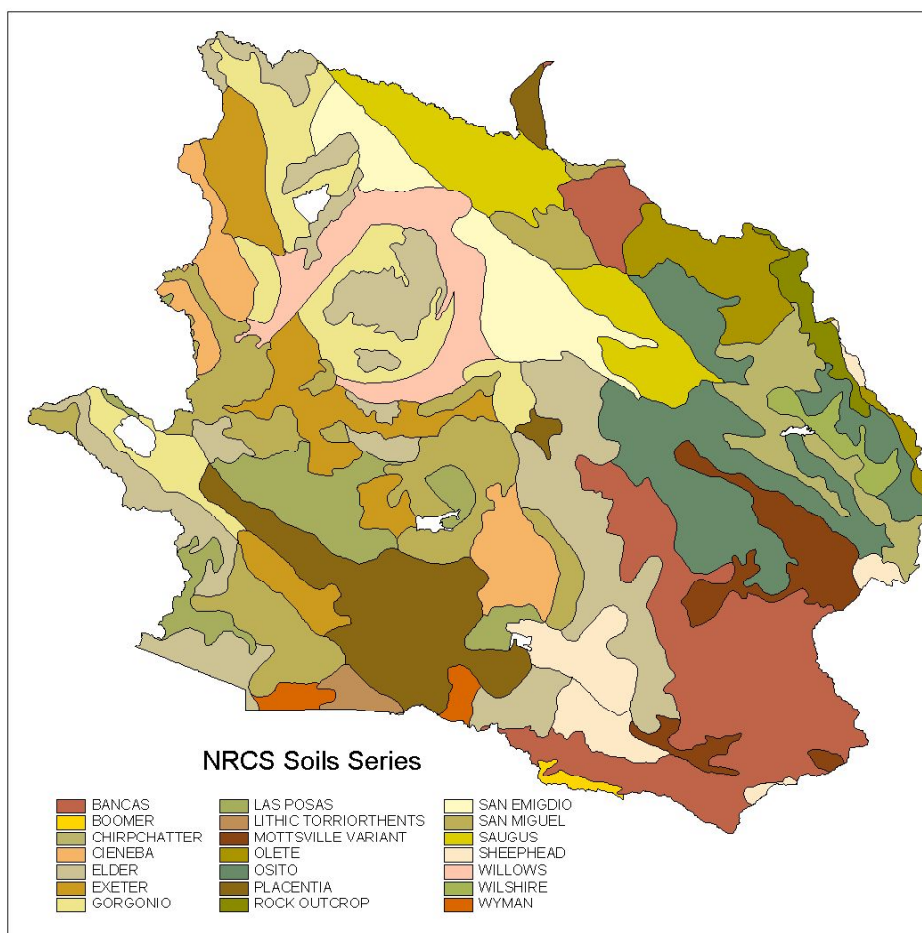 NRCS Soils Series
BANCAS
BOOMER
CHIRPCHATTER
CIENEBA
ELDER
EXETER
GORGONIO
LAS POSAS
LITHIC TORRIORTHENTS
MOTTSVILLE VARIANT
OLETE
OSITO
PLACENTIA
ROCK OUTCROP
SAN EMIGDIO
SAN MIGUEL
SAUGUS
SHEEPHEAD
WILLOWS
WILSHIRE
WYMAN